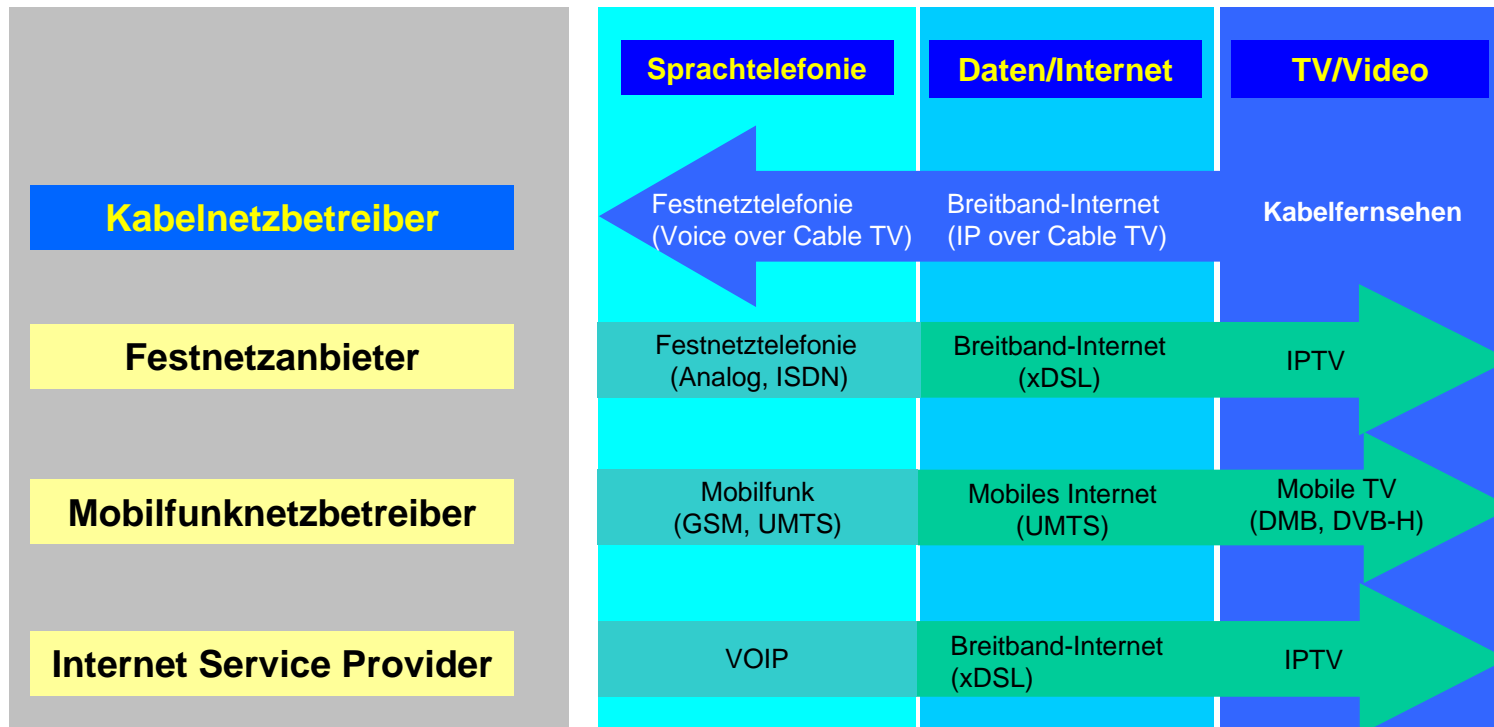 Sprachtelefonie
Daten/Internet
TV/Video
Kabelnetzbetreiber
Festnetztelefonie
(Voice over Cable TV)
Breitband-Internet
(IP over Cable TV)
Kabelfernsehen
Festnetzanbieter
Festnetztelefonie
(Analog, ISDN)
Breitband-Internet
(xDSL)
IPTV
Mobilfunknetzbetreiber
Mobilfunk
(GSM, UMTS)
Mobiles Internet
(UMTS)
Mobile TV
(DMB, DVB-H)
Internet Service Provider
VOIP
Breitband-Internet
(xDSL)
IPTV